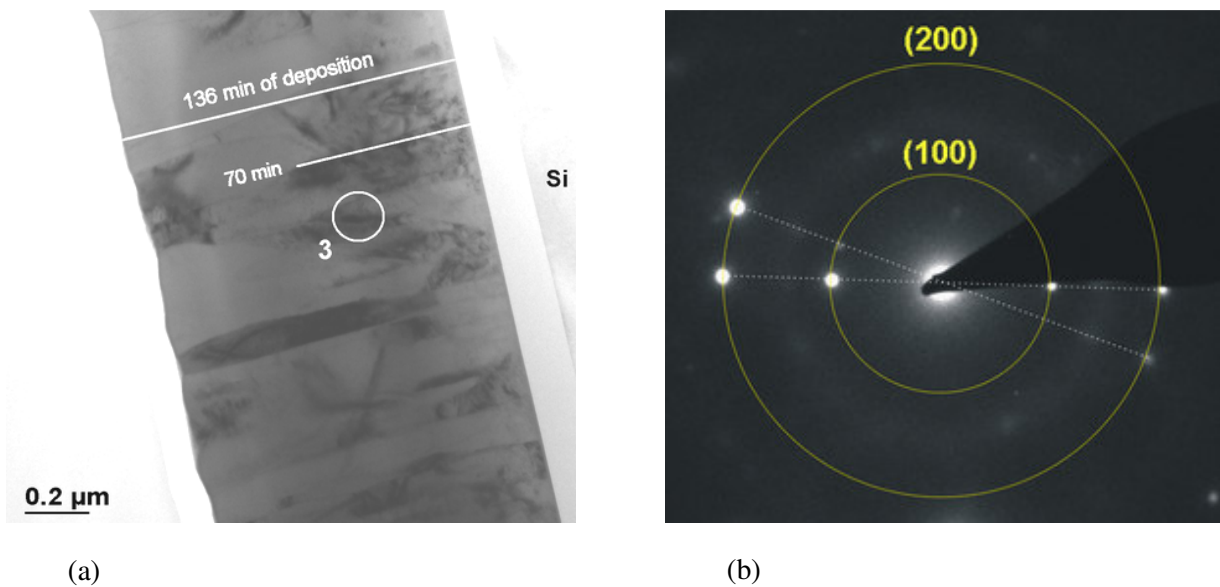 136 min of deposition
70 min
3
Si
0.2 µm
(200)
(100)
(a)
(b)